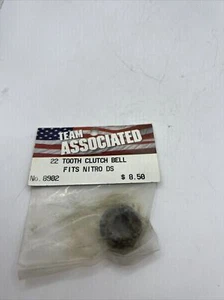 TEAM
ASSOCIATED
22 TOOTH CLUTCH BELL
FITS NITRO DS
No. 8902 $ 8.50